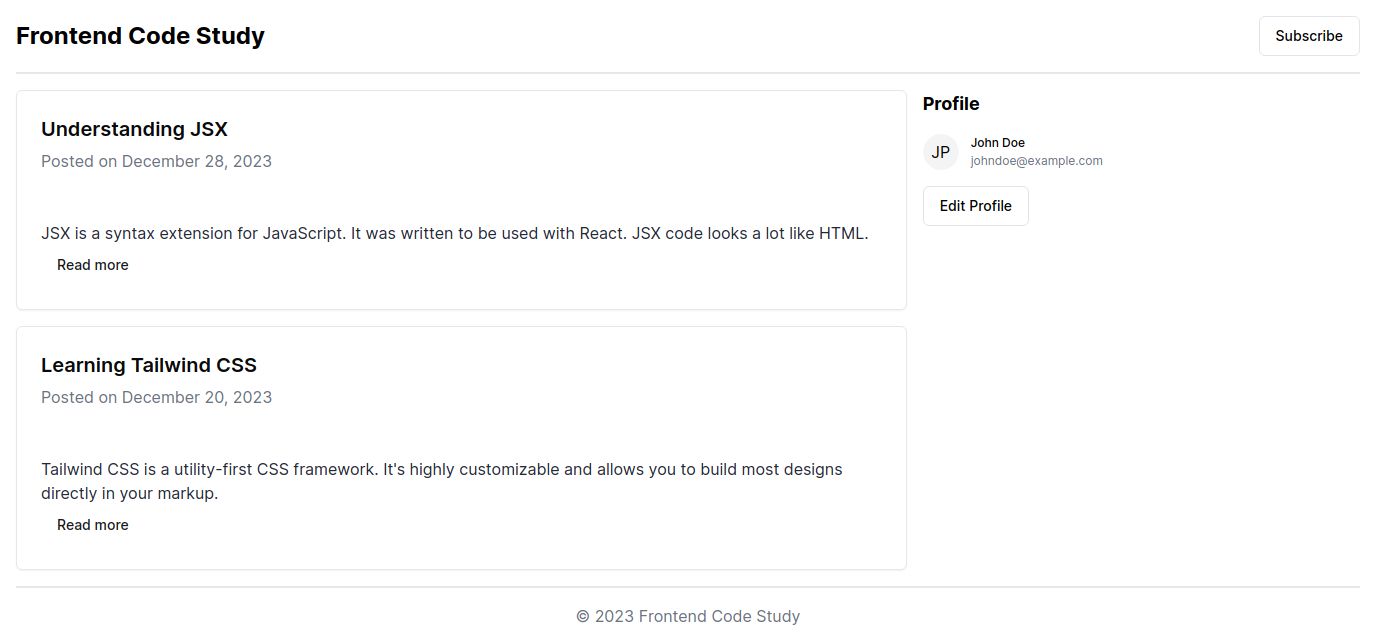 Frontend Code Study
Subscribe
Understanding JSX
Posted on December 28, 2023
JSX is a syntax extension for JavaScript. It was written to be used with React. JSX code looks a lot like HTML.
Read more
Learning Tailwind CSS
Posted on December 20, 2023
Tailwind CSS is a utility-first CSS framework. It's highly customizable and allows you to build most designs
directly in your markup.
Read more
Profile
JP
John Doe
johndoe@example.com
Edit Profile
© 2023 Frontend Code Study